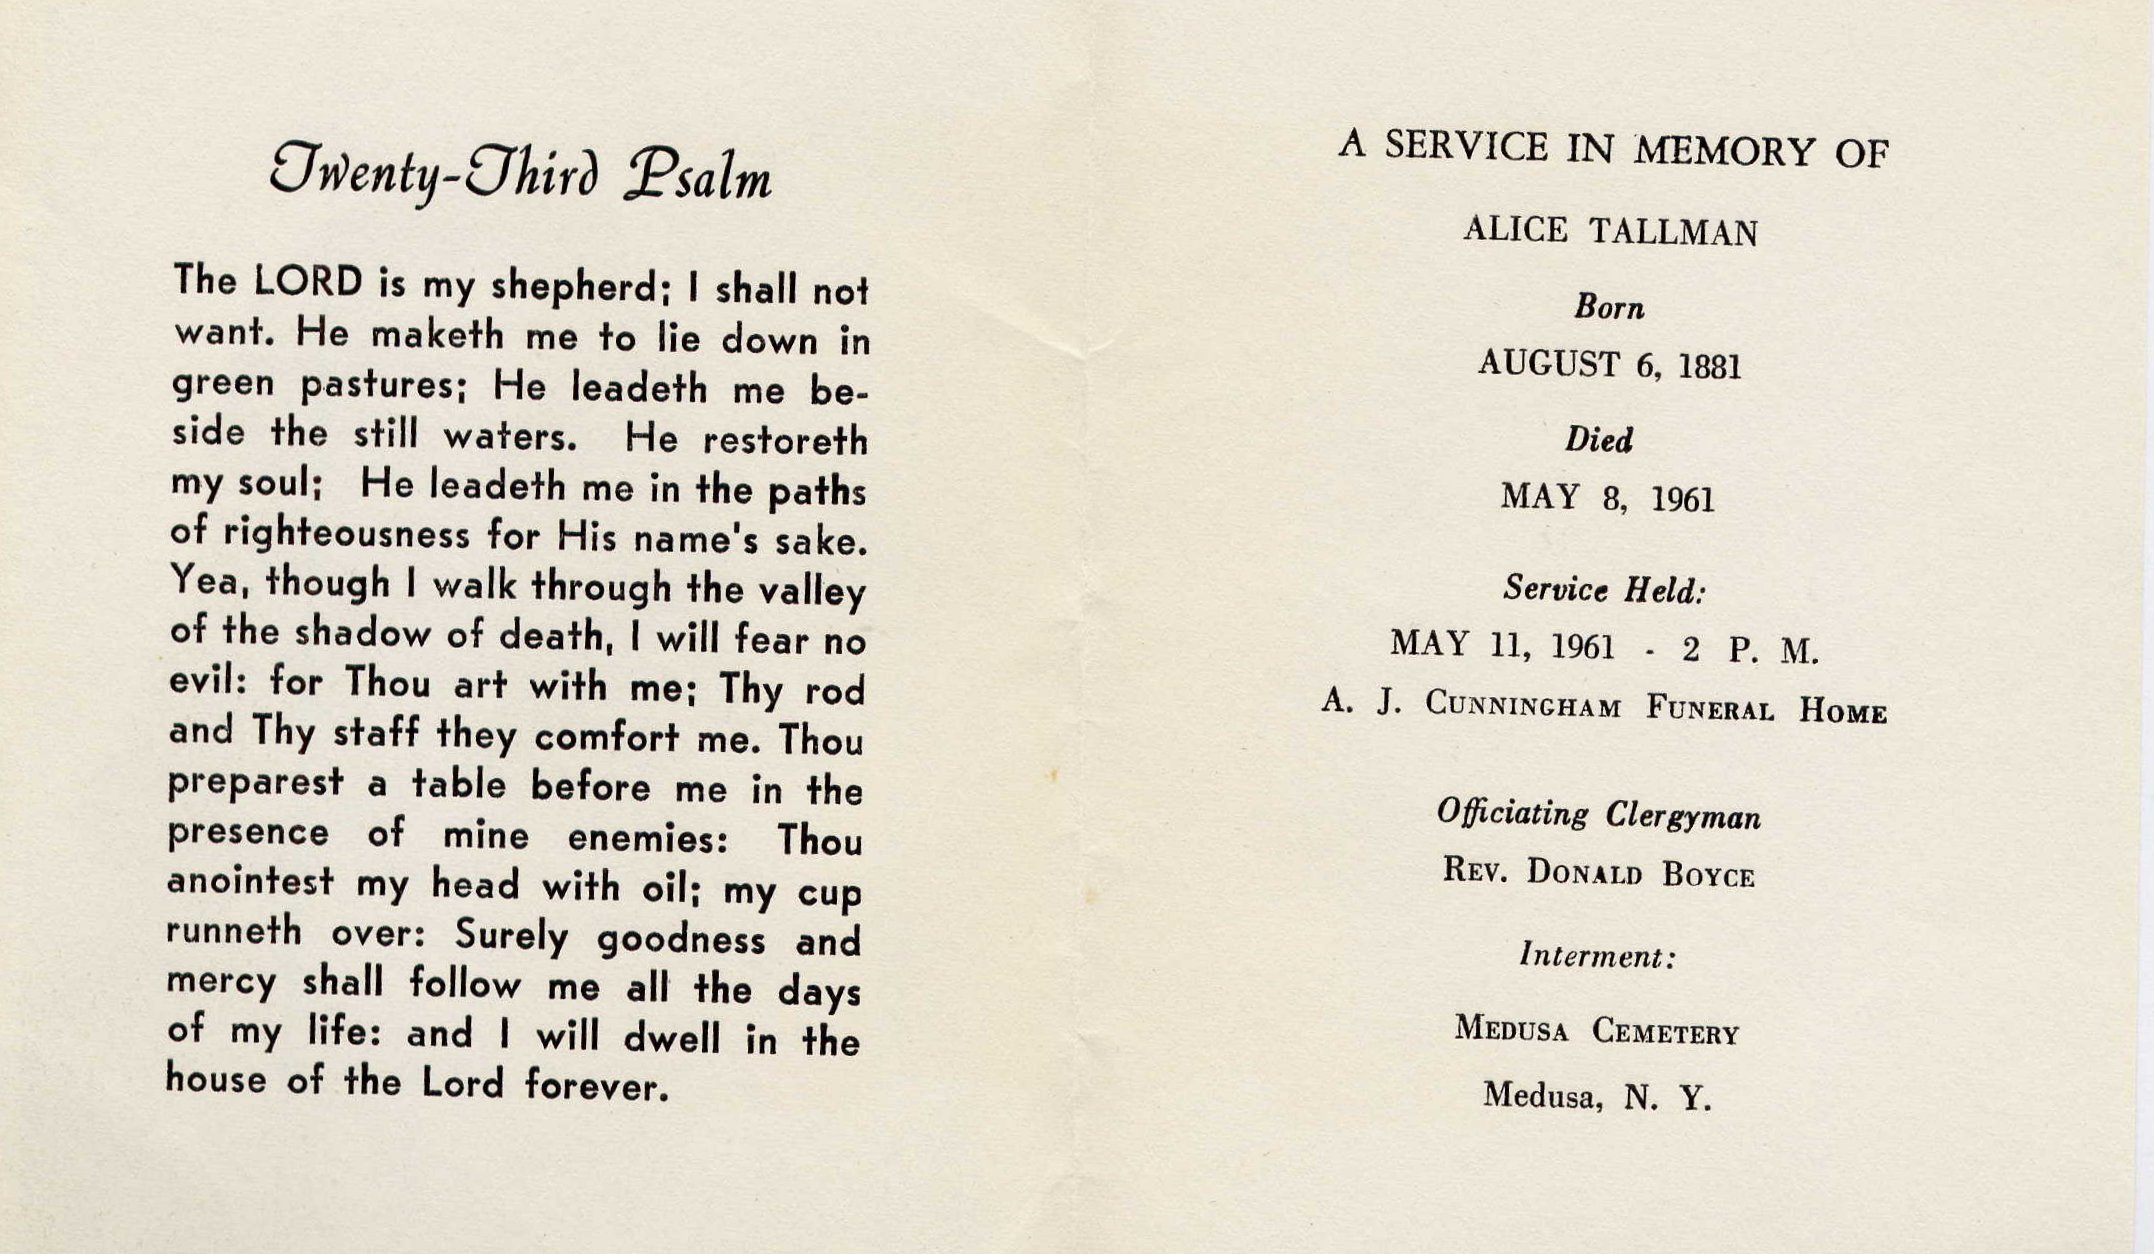 Twenty-Third Psalm
The LORD is my shepherd; I shall not
want. He maketh me to lie down in
green pastures; He leadeth me be-
side the still waters. He restoreth
my soul; He leadeth me in the paths
of righteousness for His name's sake.
Yea, though I walk through the valley
of the shadow of death, I will fear no
evil: for Thou art with me; Thy rod
and Thy staff they comfort me. Thou
preparest a table before me in the
presence of mine enemies: Thou
anointest my head with oil; my cup
runneth over: Surely goodness and
mercy shall follow me all the days
of my life: and I will dwell in the
house of the Lord forever.
A SERVICE IN MEMORY OF
ALICE TALLMAN
Born
AUGUST 6, 1881
Died
MAY 8, 1961
Service Held:
MAY 11, 1961 - 2 P. M.
A. J. CUNNINGHAM FUNERAL HOME
Officiating Clergyman
REV. DONALD BOYCE
Interment:
MEDUSA CEMETERY
Medusa, N. Y.